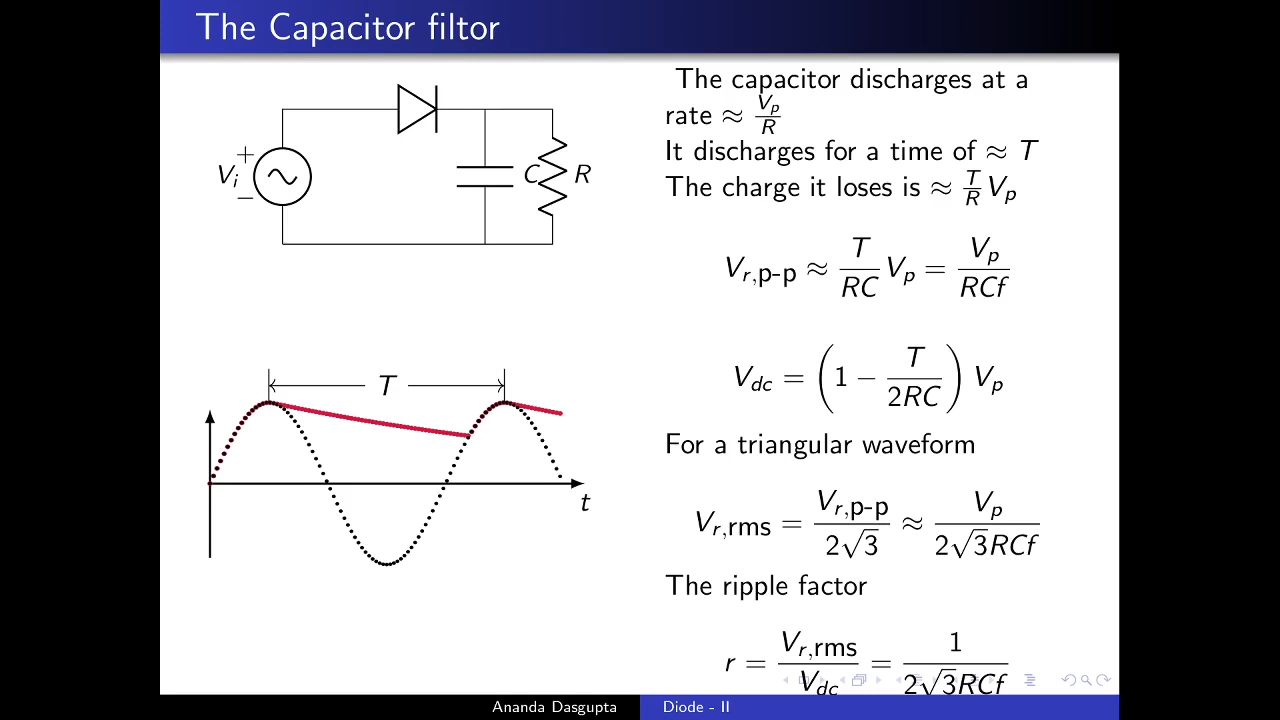 The Capacitor filtor
+
V_i
−
C
R
T
t
The capacitor discharges at a
rate ≈ V_p/R
It discharges for a time of ≈ T
The charge it loses is ≈ T/R V_p
V_r,p-p ≈ T/RC V_p = V_p/RCf
V_dc = (1 − T/2RC) V_p
For a triangular waveform
V_r,rms = V_r,p-p/2√3 ≈ V_p/2√3RCf
The ripple factor
r = V_r,rms/V_dc = 1/2√3RCf
Ananda Dasgupta
Diode - II